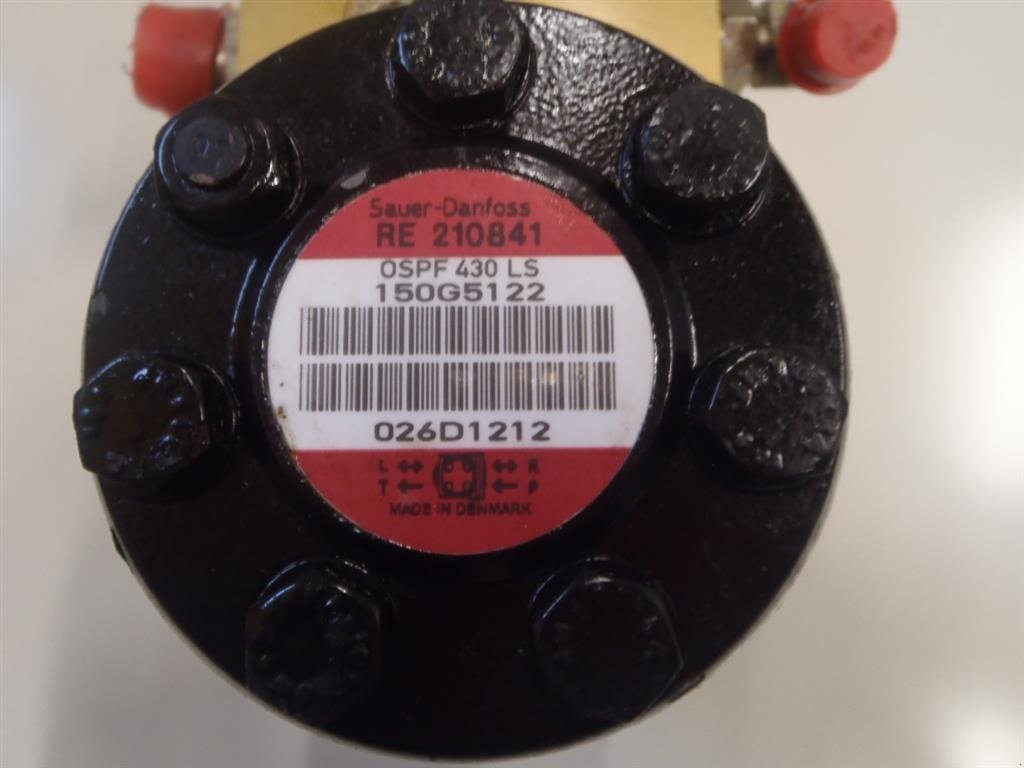 Sauer-Danfoss
RE 210841
OSPF 430 LS
150G5122
026D1212
L R
T P
MADE IN DENMARK